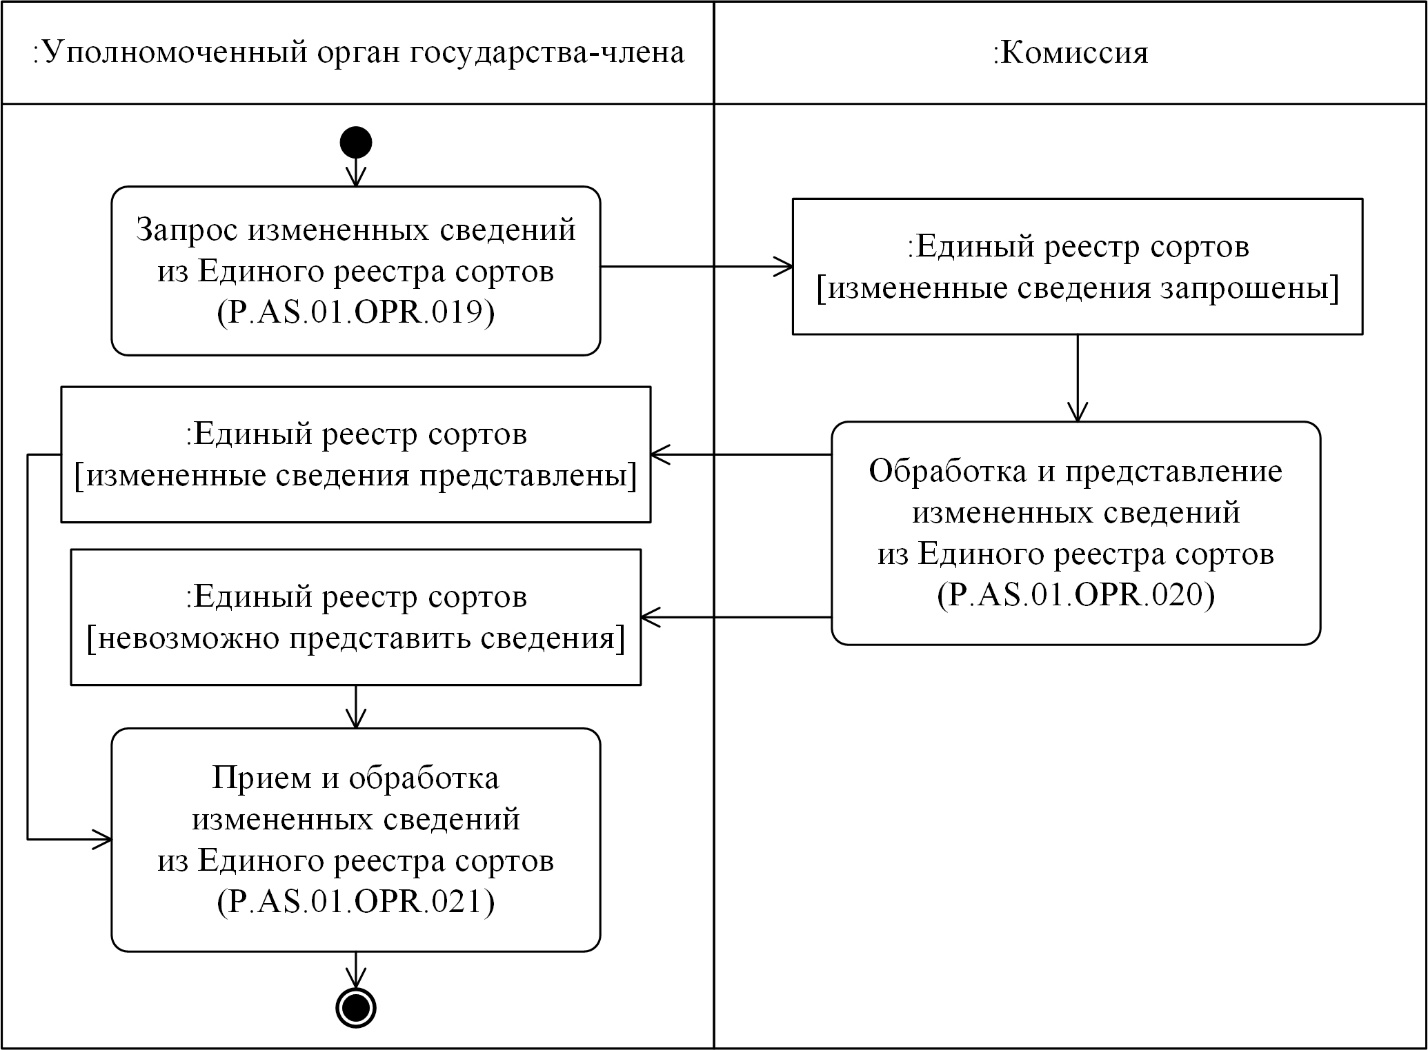 :Уполномоченный орган государства-члена
:Комиссия
Запрос измененных сведений
из Единого реестра сортов
(P.AS.01.OPR.019)
:Единый реестр сортов
[измененные сведения запрошены]
:Единый реестр сортов
[измененные сведения представлены]
Обработка и представление
измененных сведений
из Единого реестра сортов
(P.AS.01.OPR.020)
:Единый реестр сортов
[невозможно представить сведения]
Прием и обработка
измененных сведений
из Единого реестра сортов
(P.AS.01.OPR.021)